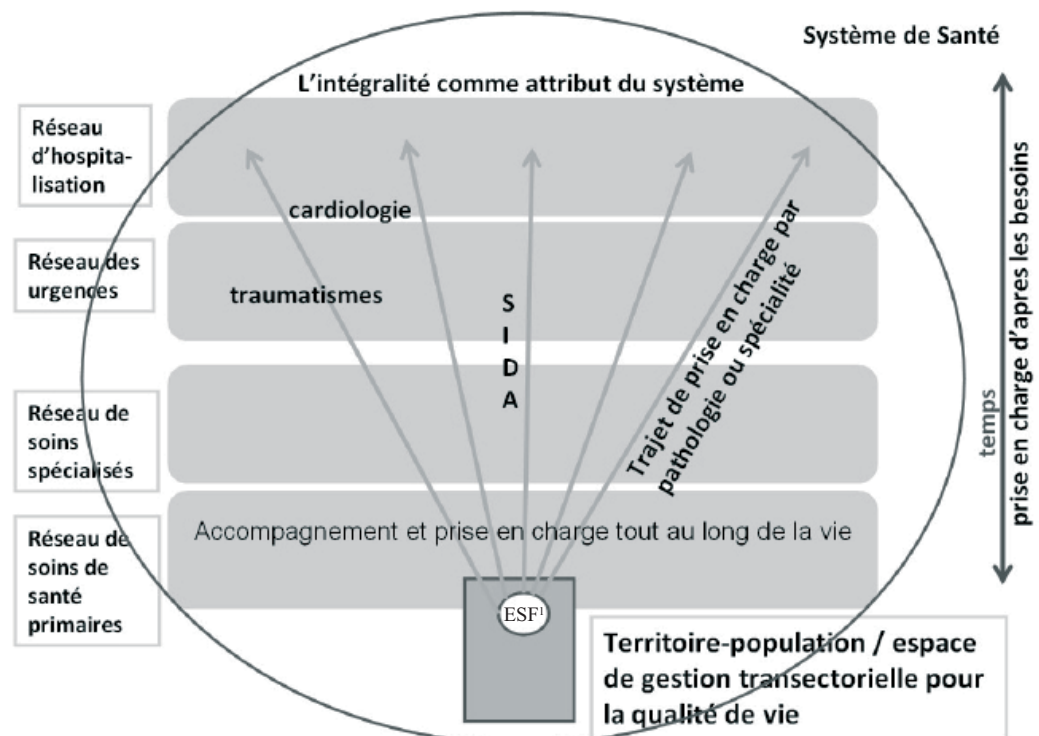 Système de Santé
L'intégralité comme attribut du système
Réseau
d'hospita-
lisation
cardiologie
Réseau des
urgences
traumatismes
S
I
D
A
Trajet de prise en charge par
pathologie ou spécialité
temps
prise en charge d'apres les besoins
Réseau de
soins
spécialisés
Accompagnement et prise en charge tout au long de la vie
Réseau de
soins de
santé
primaires
ESF¹
Territoire-population / espace
de gestion transectorielle pour
la qualité de vie